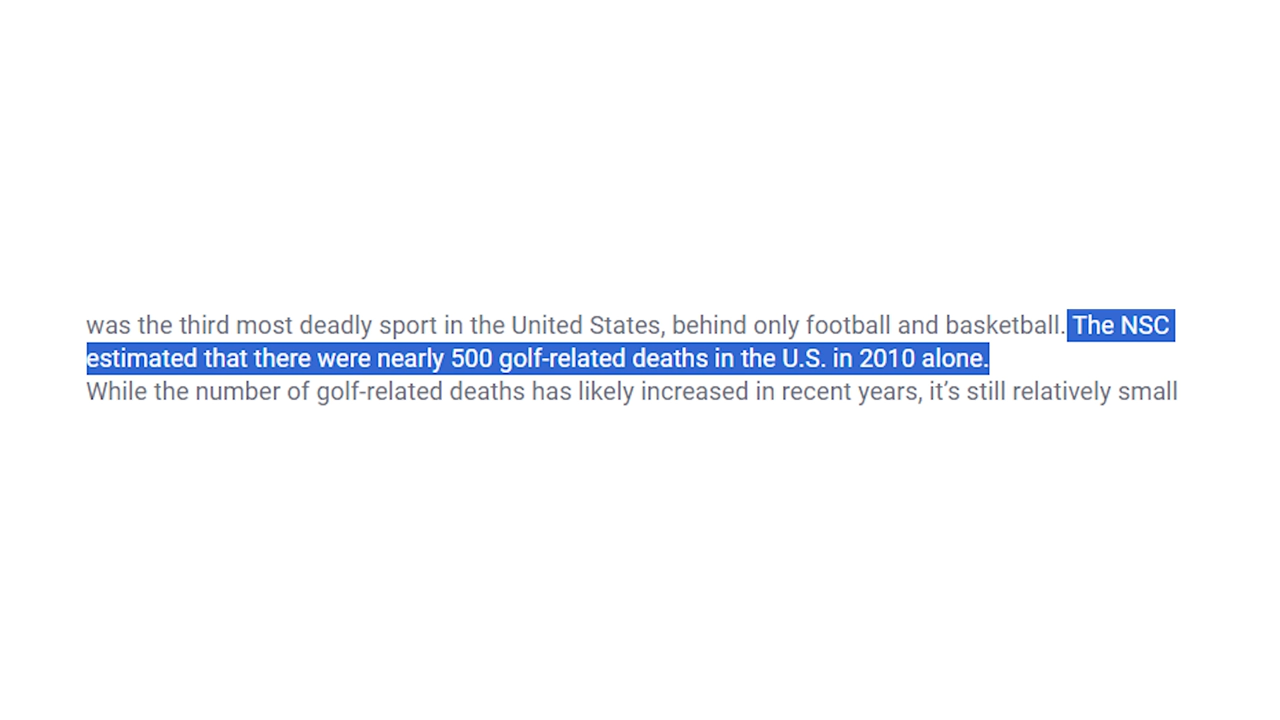 was the third most deadly sport in the United States, behind only football and basketball. The NSC
estimated that there were nearly 500 golf-related deaths in the U.S. in 2010 alone.
While the number of golf-related deaths has likely increased in recent years, it’s still relatively small